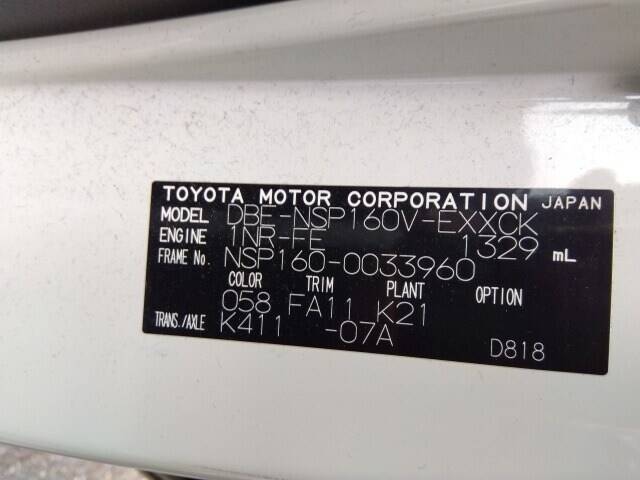 TOYOTA MOTOR CORPORATION JAPAN
MODEL DBE-NSP160V-EXXCK
ENGINE 1NR-FE 1329 mL
FRAME No. NSP160-0033960
COLOR TRIM PLANT OPTION
058 FA11 K21
TRANS./AXLE K411 -07A
D818